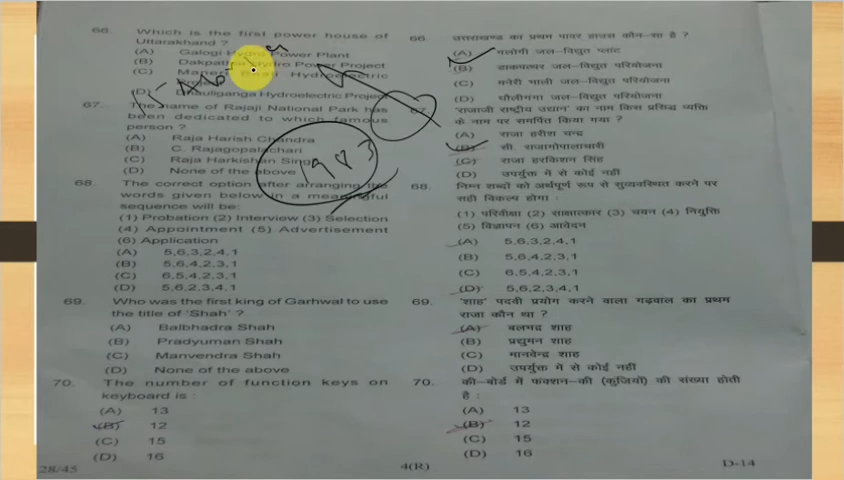 66. Which is the first power house of
Uttarakhand ?
(A) Galogi Hydro Power Plant
(B) Dakpathar Hydro Power Project
(C) Maneri Bhali Hydroelectric
Project
(D) Dhauliganga Hydroelectric Project
67. The name of Rajaji National Park has
been dedicated to which famous
person ?
(A) Raja Harish Chandra
(B) C. Rajagopalachari
(C) Raja Harkishan Singh
(D) None of the above
68. The correct option after arranging the
words given below in a meaningful
sequence will be:
(1) Probation (2) Interview (3) Selection
(4) Appointment (5) Advertisement
(6) Application
(A) 5,6,3,2,4,1
(B) 5,6,4,2,3,1
(C) 6,5,4,2,3,1
(D) 5,6,2,3,4,1
69. Who was the first king of Garhwal to use
the title of 'Shah' ?
(A) Balbhadra Shah
(B) Pradyuman Shah
(C) Manvendra Shah
(D) None of the above
70. The number of function keys on
keyboard is :
(A) 13
(B) 12
(C) 15
(D) 16
1983
66. उत्तराखण्ड का प्रथम पावर हाउस कौन-सा है ?
(A) गलोगी जल-विद्युत प्लांट
(B) डाकपत्थर जल-विद्युत परियोजना
(C) मनेरी भाली जल-विद्युत परियोजना
(D) धौलीगंगा जल-विद्युत परियोजना
67. 'राजाजी राष्ट्रीय उद्यान' का नाम किस प्रसिद्ध व्यक्ति
के नाम पर समर्पित किया गया ?
(A) राजा हरीश चन्द्र
(B) सी. राजागोपालाचारी
(C) राजा हरकिशन सिंह
(D) उपर्युक्त में से कोई नहीं
68. निम्न शब्दों को अर्थपूर्ण रूप से सुव्यवस्थित करने पर
सही विकल्प होगा :
(1) परिवीक्षा (2) साक्षात्कार (3) चयन (4) नियुक्ति
(5) विज्ञापन (6) आवेदन
(A) 5,6,3,2,4,1
(B) 5,6,4,2,3,1
(C) 6,5,4,2,3,1
(D) 5,6,2,3,4,1
69. 'शाह' पदवी प्रयोग करने वाला गढ़वाल का प्रथम
राजा कौन था ?
(A) बलभद्र शाह
(B) प्रद्युमन शाह
(C) मानवेन्द्र शाह
(D) उपर्युक्त में से कोई नहीं
70. की-बोर्ड में फंक्शन-की (कुंजियों) की संख्या होती
है :
(A) 13
(B) 12
(C) 15
(D) 16
28/45 4(R) D-14